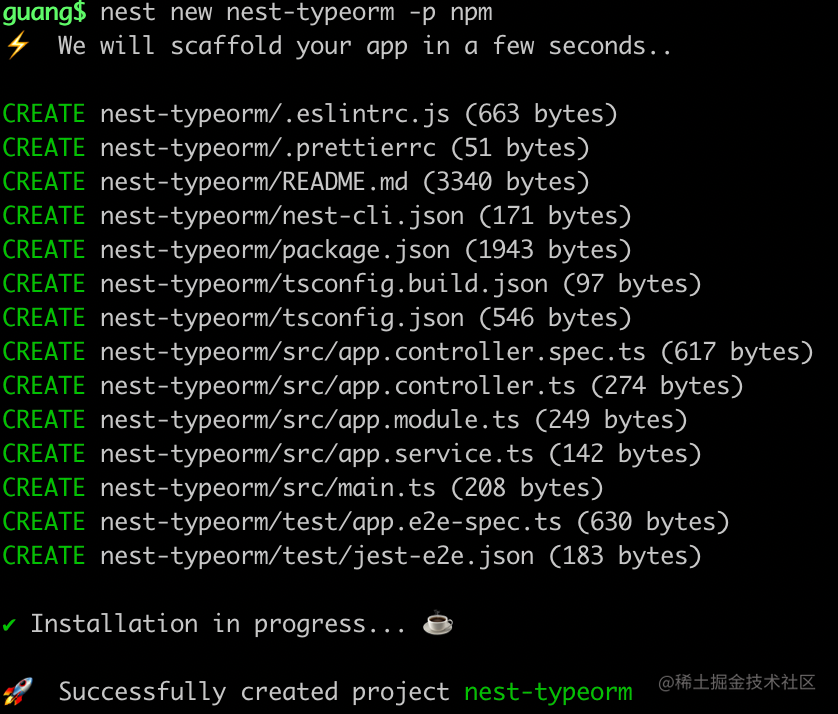 guang$ nest new nest-typeorm -p npm
⚡  We will scaffold your app in a few seconds..
CREATE nest-typeorm/.eslintrc.js (663 bytes)
CREATE nest-typeorm/.prettierrc (51 bytes)
CREATE nest-typeorm/README.md (3340 bytes)
CREATE nest-typeorm/nest-cli.json (171 bytes)
CREATE nest-typeorm/package.json (1943 bytes)
CREATE nest-typeorm/tsconfig.build.json (97 bytes)
CREATE nest-typeorm/tsconfig.json (546 bytes)
CREATE nest-typeorm/src/app.controller.spec.ts (617 bytes)
CREATE nest-typeorm/src/app.controller.ts (274 bytes)
CREATE nest-typeorm/src/app.module.ts (249 bytes)
CREATE nest-typeorm/src/app.service.ts (142 bytes)
CREATE nest-typeorm/src/main.ts (208 bytes)
CREATE nest-typeorm/test/app.e2e-spec.ts (630 bytes)
CREATE nest-typeorm/test/jest-e2e.json (183 bytes)
✔ Installation in progress... ☕
🚀  Successfully created project nest-typeorm
@稀土掘金技术社区